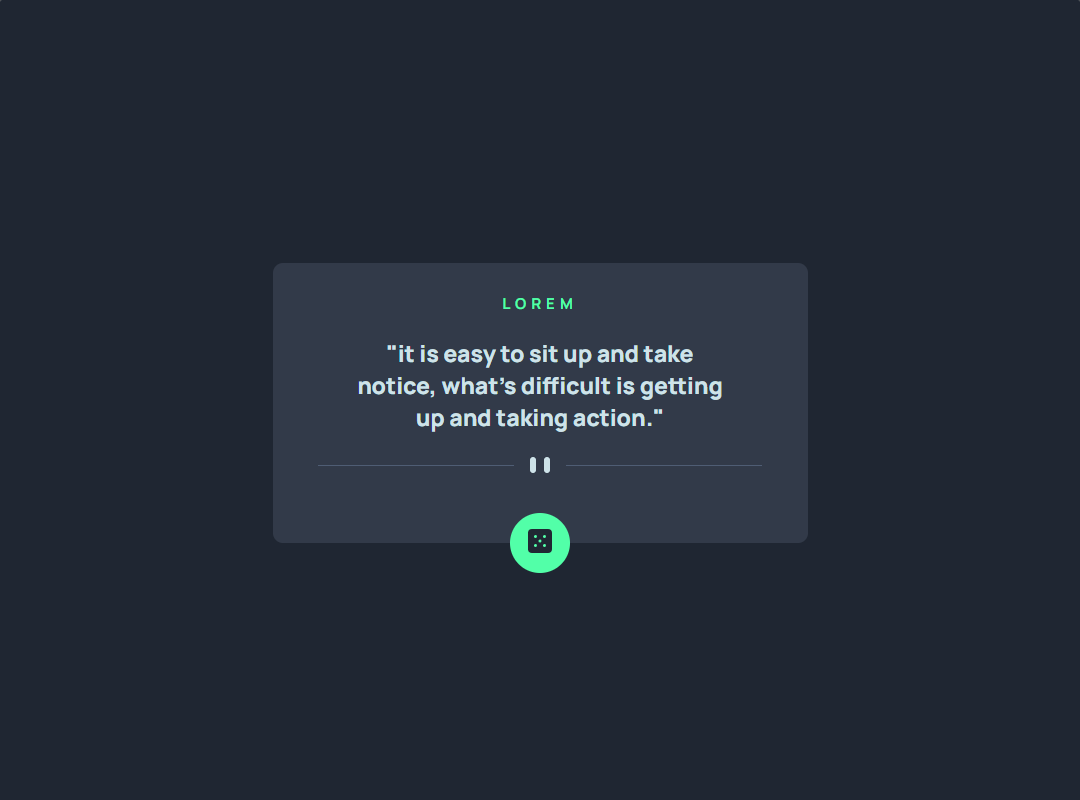 LOREM
"it is easy to sit up and take
notice, what's difficult is getting
up and taking action."